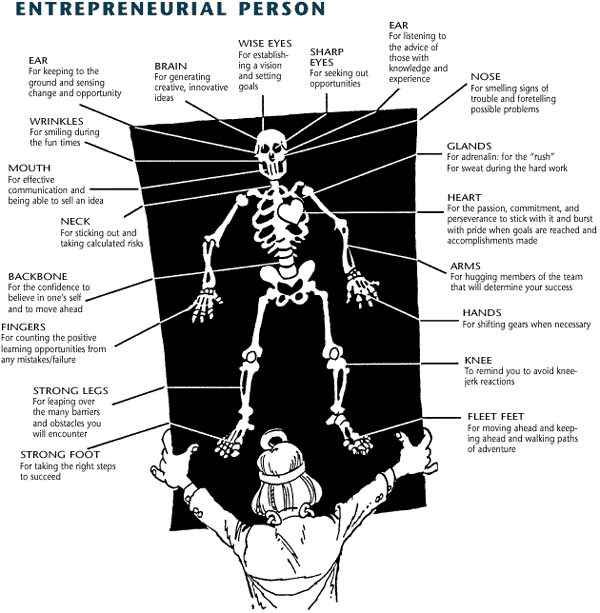 ENTREPRENEURIAL PERSON
EAR
For keeping to the
ground and sensing
change and opportunity
BRAIN
For generating
creative, innovative
ideas
WISE EYES
For establish-
ing a vision
and setting
goals
SHARP
EYES
For seeking out
opportunities
EAR
For listening to
the advice of
those with
knowledge and
experience
NOSE
For smelling signs of
trouble and foretelling
possible problems
WRINKLES
For smiling during
the fun times
GLANDS
For adrenalin: for the "rush"
For sweat during the hard work
MOUTH
For effective
communication and
being able to sell an idea
HEART
For the passion, commitment, and
perseverance to stick with it and burst
with pride when goals are reached and
accomplishments made
NECK
For sticking out and
taking calculated risks
ARMS
For hugging members of the team
that will determine your success
BACKBONE
For the confidence to
believe in one's self
and to move ahead
HANDS
For shifting gears when necessary
FINGERS
For counting the positive
learning opportunities from
any mistakes/failure
KNEE
To remind you to avoid knee-
jerk reactions
STRONG LEGS
For leaping over
the many barriers
and obstacles you
will encounter
FLEET FEET
For moving ahead and keep-
ing ahead and walking paths
of adventure
STRONG FOOT
For taking the right steps
to succeed